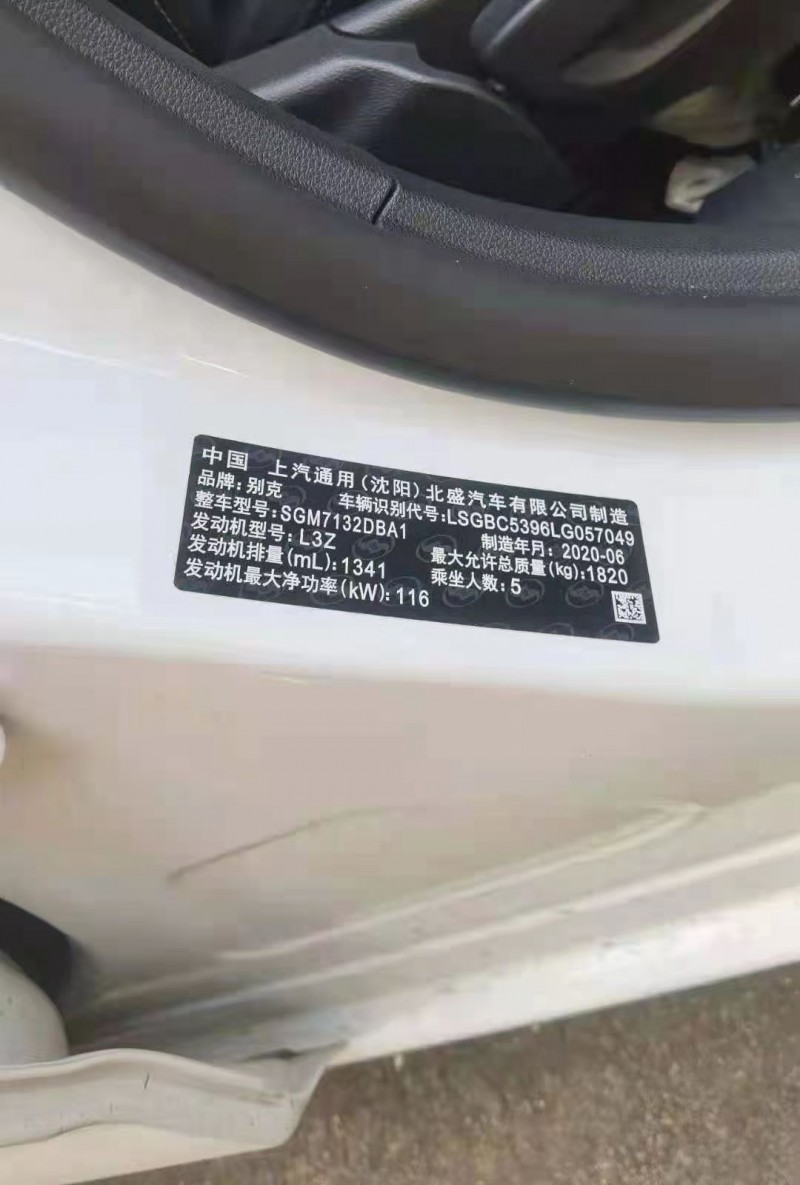 中国 上汽通用(沈阳)北盛汽车有限公司制造
品牌:别克 车辆识别代号:LSGBC5396LG057049
整车型号:SGM7132DBA1 制造年月:2020-06
发动机型号:L3Z 最大允许总质量(kg):1820
发动机排量(mL):1341 乘坐人数:5
发动机最大净功率(kW):116